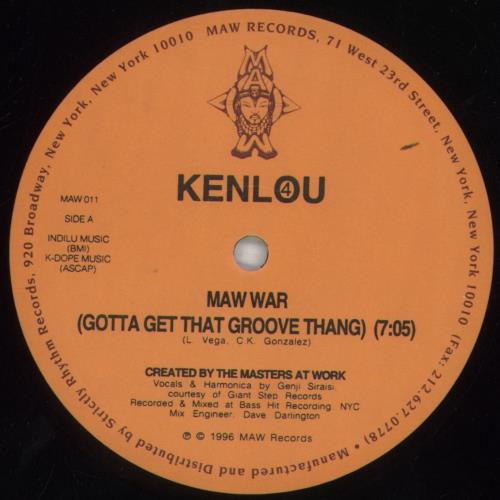 MAW RECORDS, 71 West 23rd Street, New York, New York 10010 (Fax: 212.627.0778) • Manufactured and Distributed by Strictly Rhythm Records, 920 Broadway, New York, New York 10010
MAW
KENLOU
4
MAW 011
SIDE A
INDILU MUSIC
(BMI)
K-DOPE MUSIC
(ASCAP)
MAW WAR
(GOTTA GET THAT GROOVE THANG) (7:05)
(L. Vega, C.K. Gonzalez)
CREATED BY THE MASTERS AT WORK
Vocals & Harmonica by Genji Siraisi,
courtesy of Giant Step Records
Recorded & Mixed at Bass Hit Recording, NYC
Mix Engineer: Dave Darlington
℗ © 1996 MAW Records